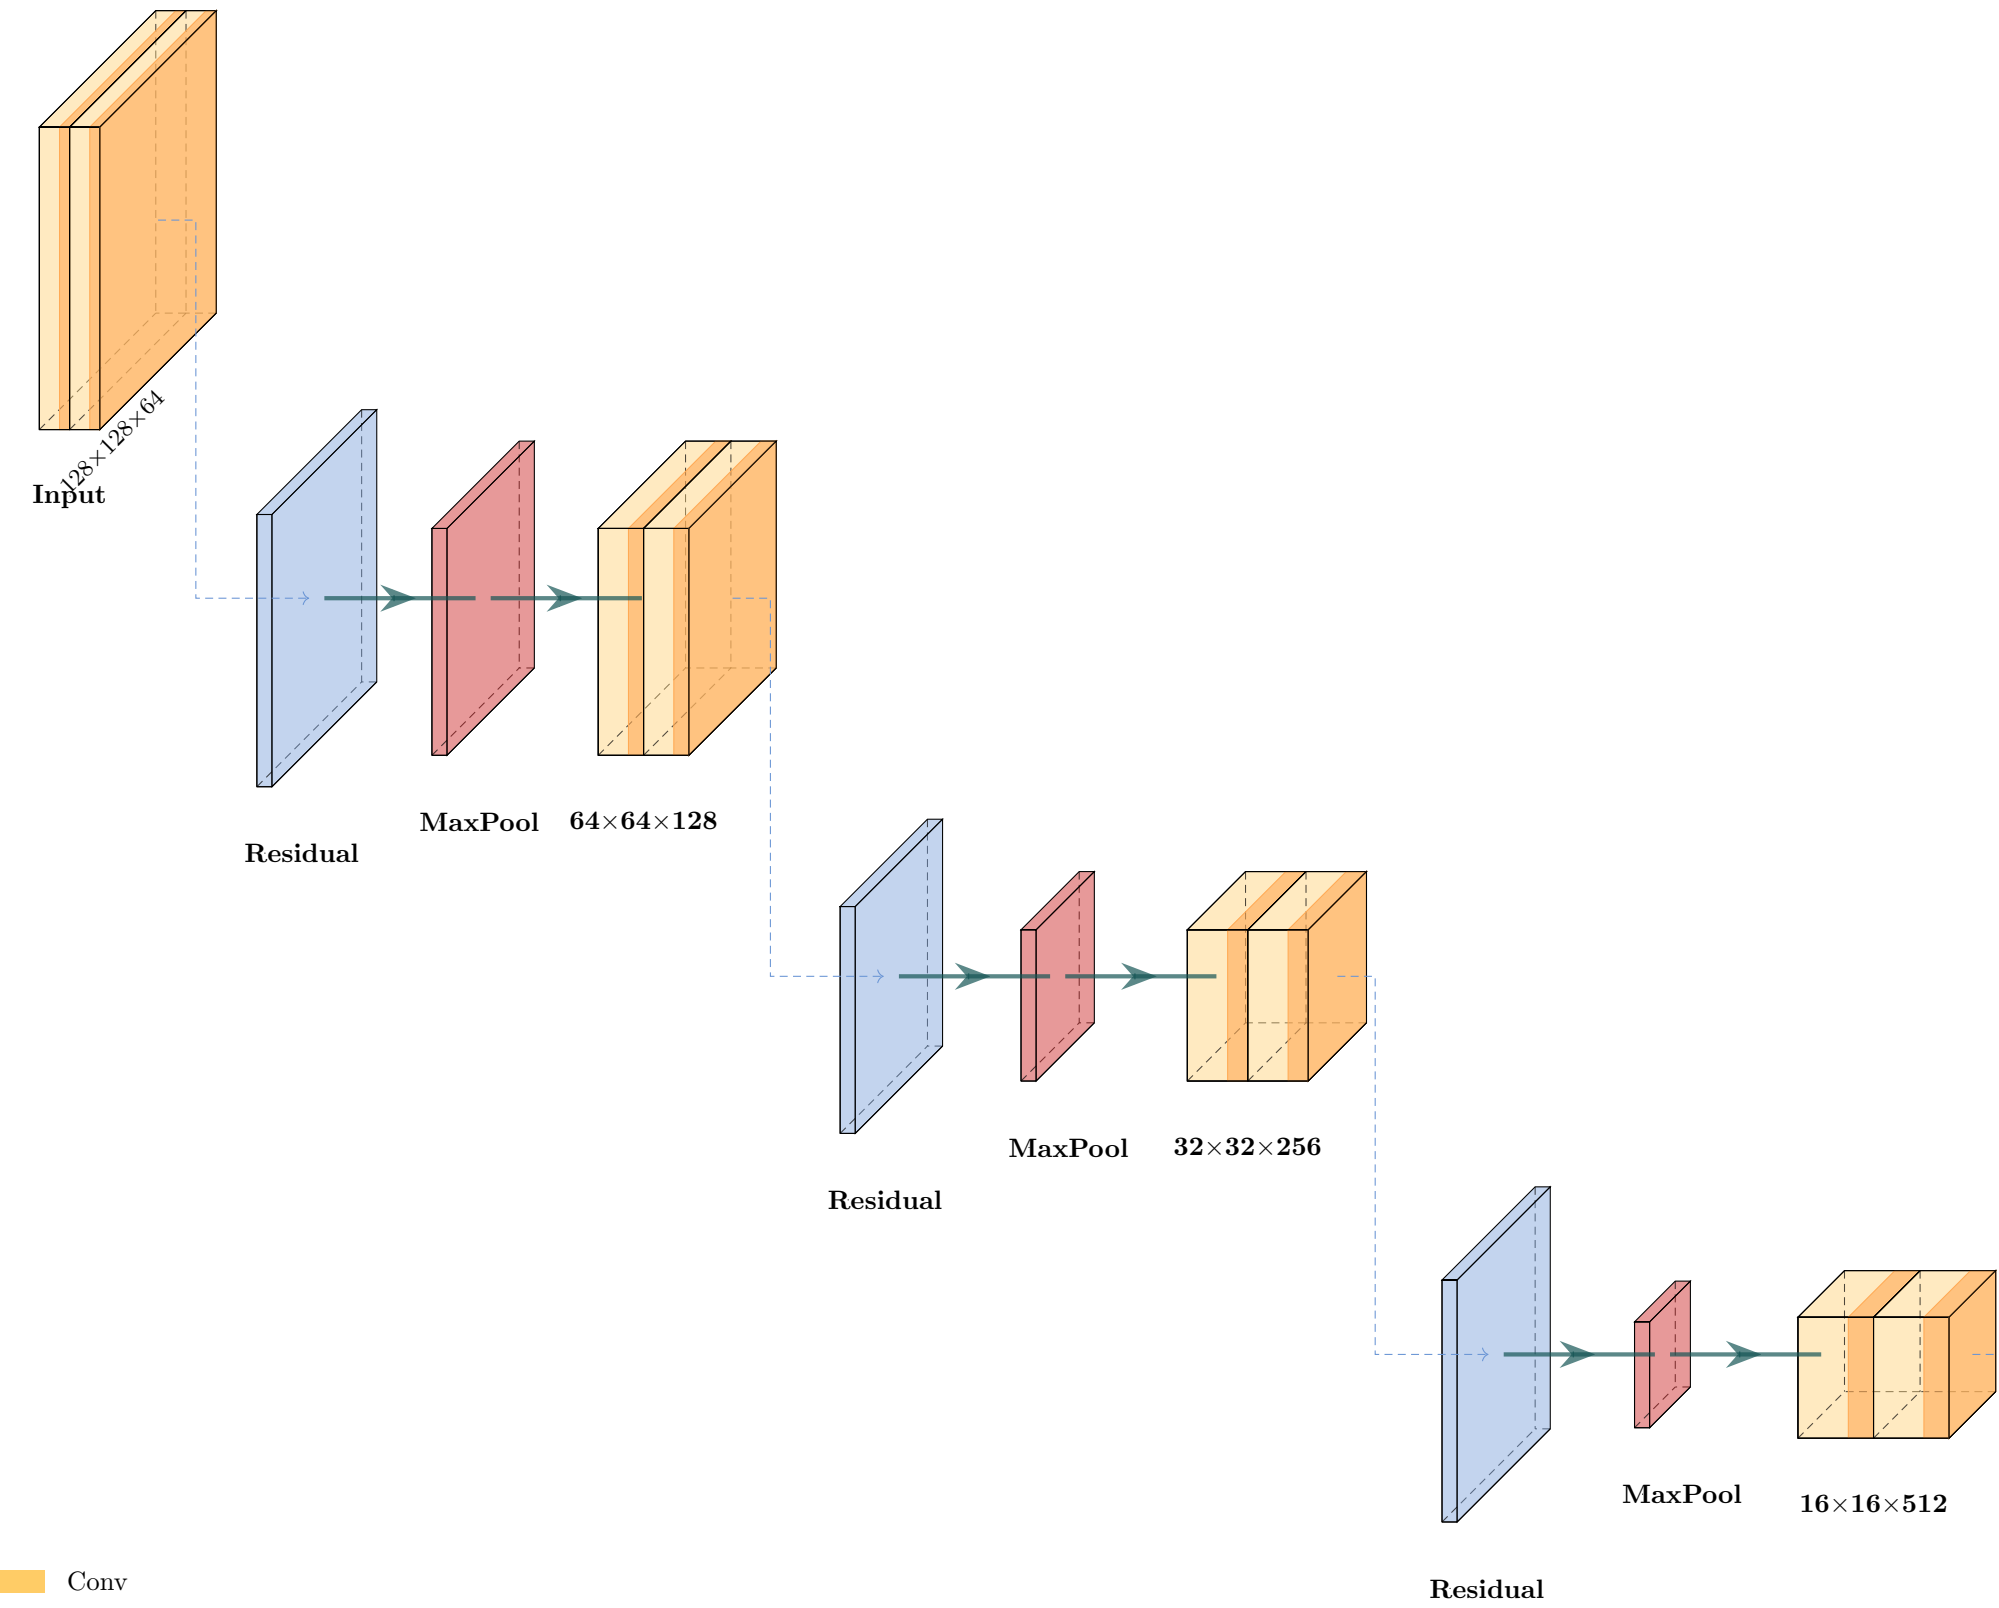 128×128×64
Input
MaxPool
64×64×128
Residual
MaxPool
32×32×256
Residual
MaxPool
16×16×512
Conv
Residual